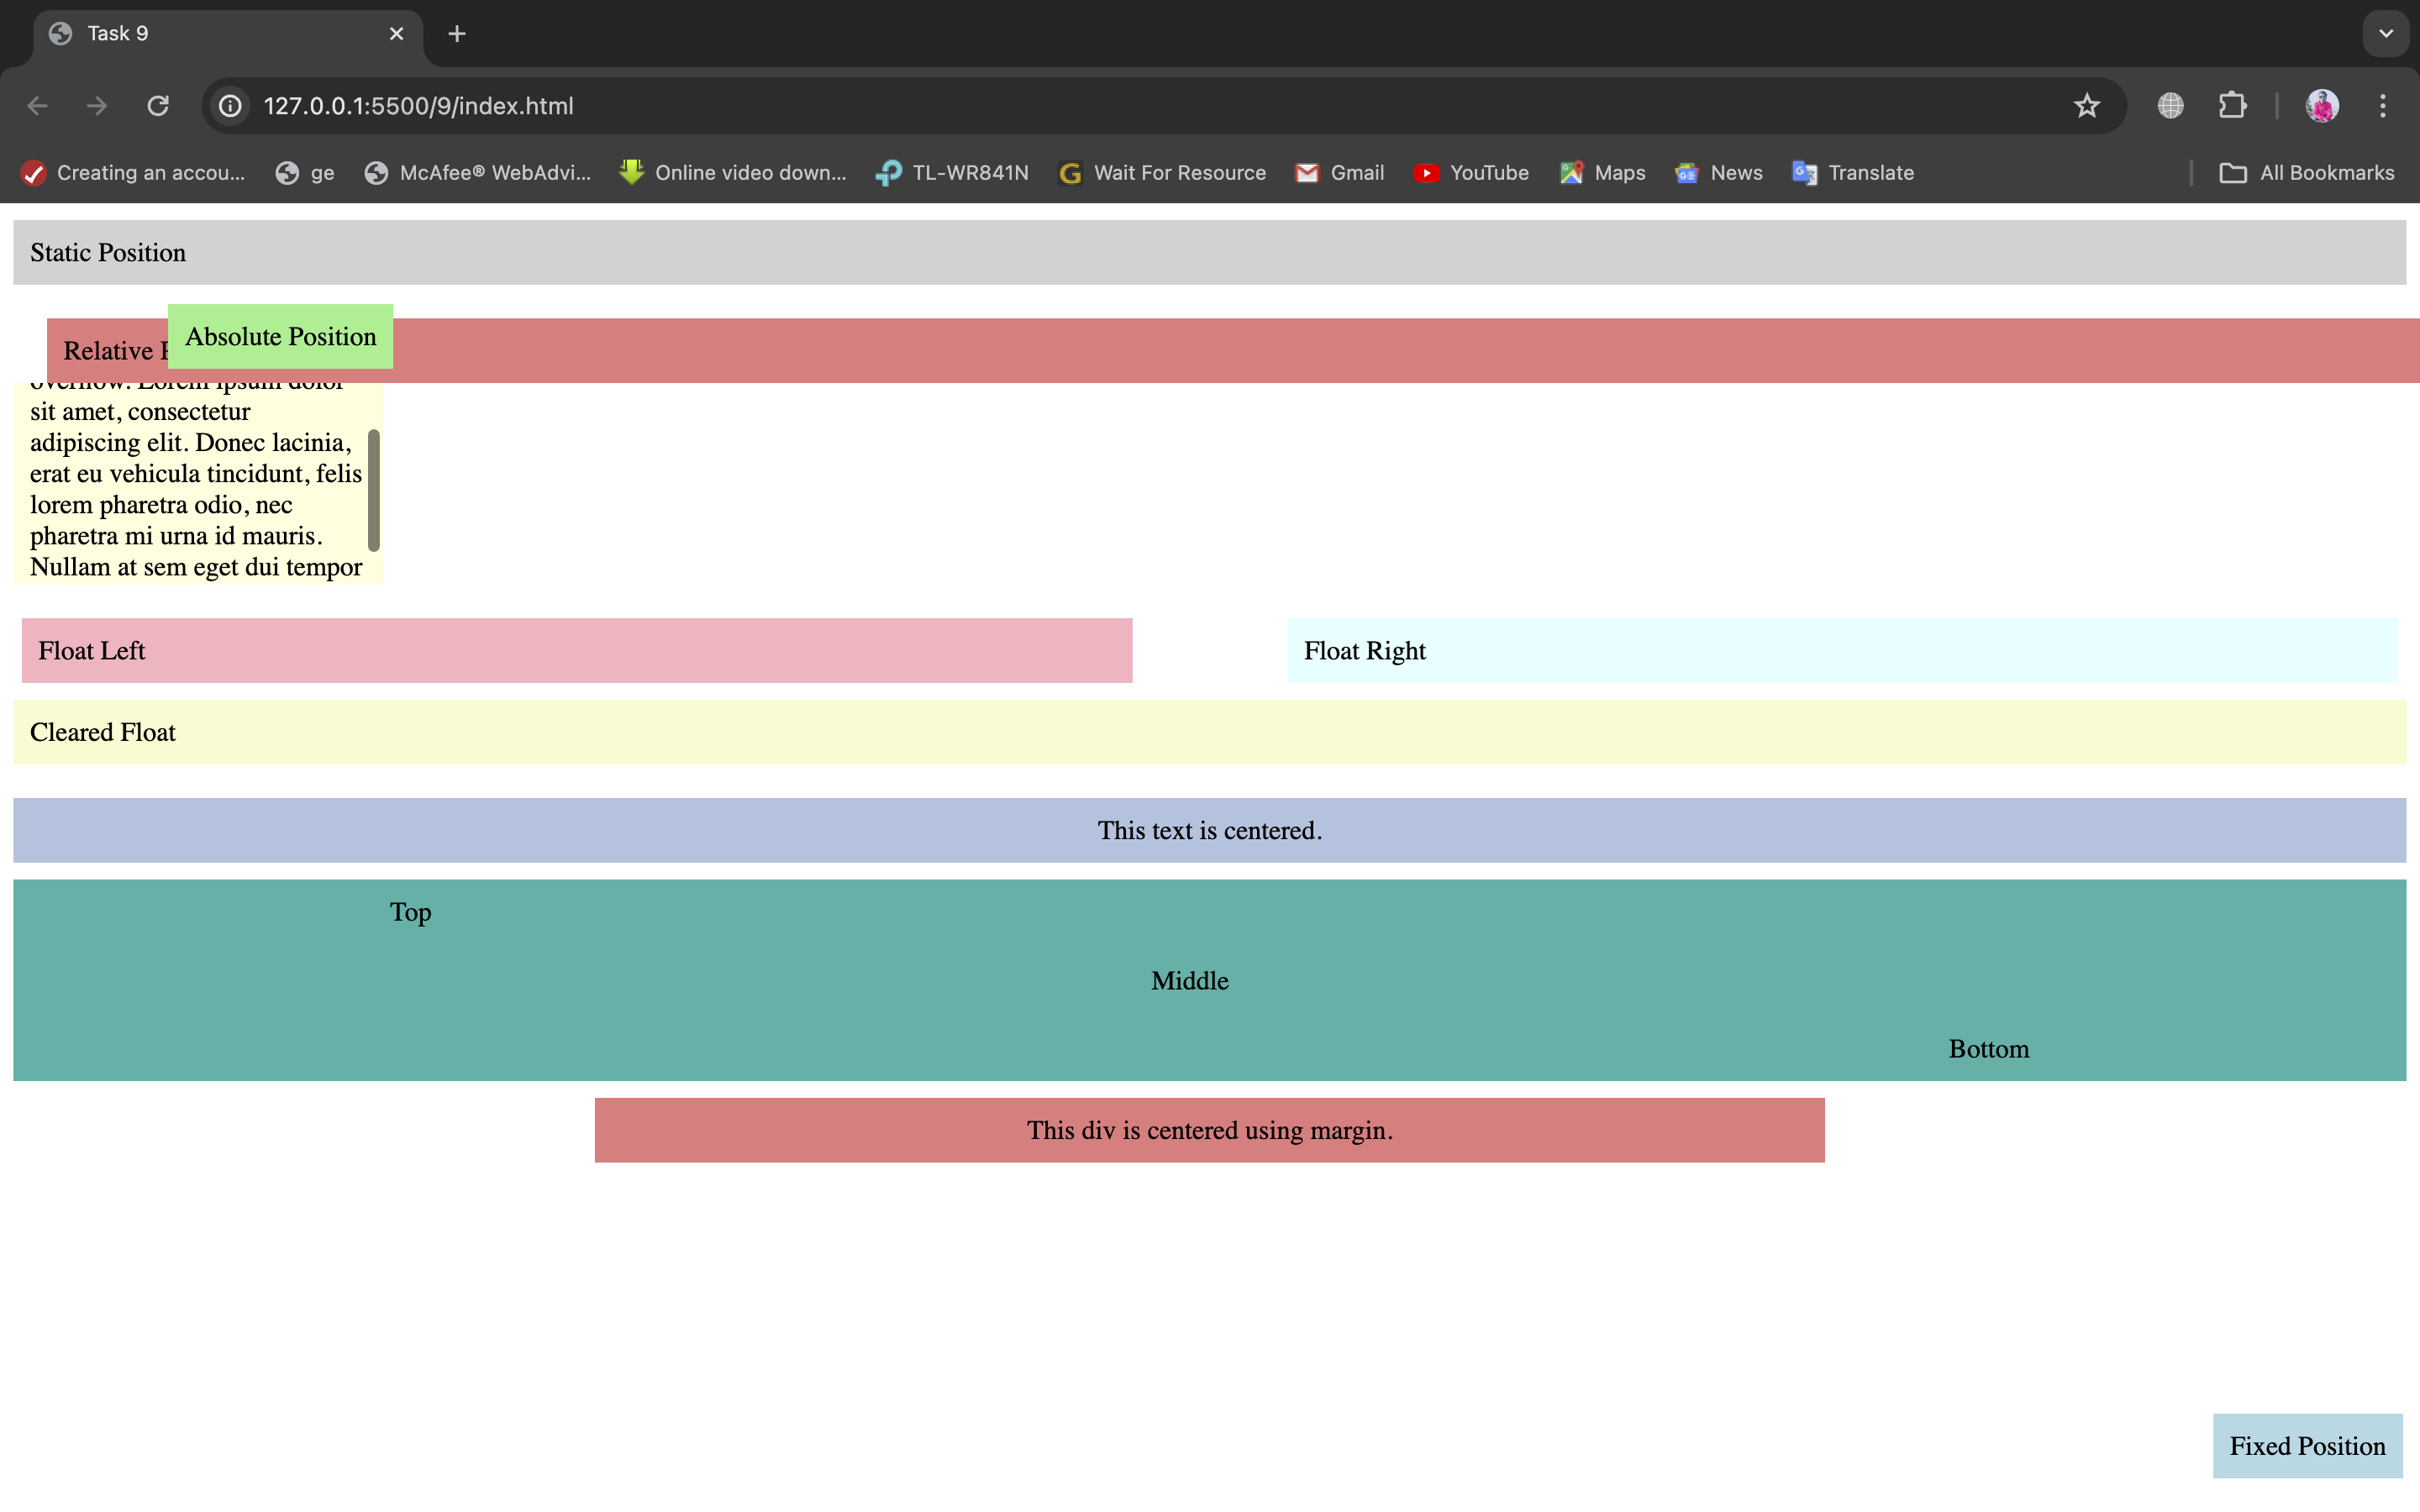 Task 9
127.0.0.1:5500/9/index.html
Creating an accou... ge McAfee® WebAdvi... Online video down... TL-WR841N Wait For Resource Gmail YouTube Maps News Translate All Bookmarks
Static Position
Absolute Position
Relative
overflow. Lorem ipsum dolor
sit amet, consectetur
adipiscing elit. Donec lacinia,
erat eu vehicula tincidunt, felis
lorem pharetra odio, nec
pharetra mi urna id mauris.
Nullam at sem eget dui tempor
Float Left
Float Right
Cleared Float
This text is centered.
Top
Middle
Bottom
This div is centered using margin.
Fixed Position